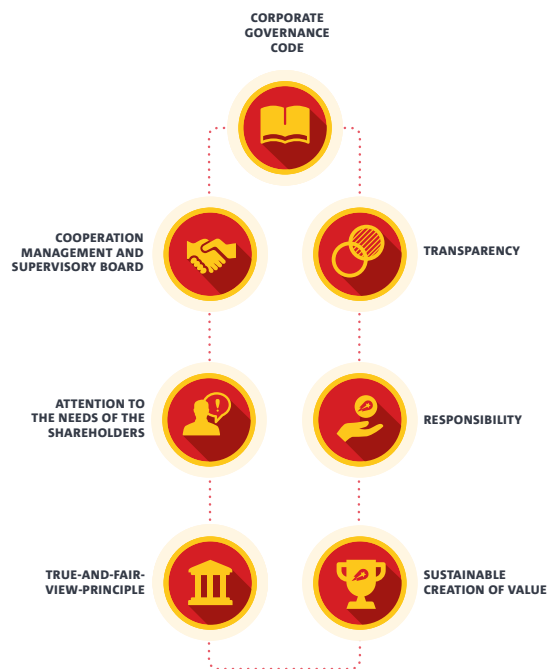 CORPORATE
GOVERNANCE
CODE
COOPERATION
MANAGEMENT AND
SUPERVISORY BOARD
TRANSPARENCY
ATTENTION TO
THE NEEDS OF THE
SHAREHOLDERS
RESPONSIBILITY
TRUE-AND-FAIR-
VIEW-PRINCIPLE
SUSTAINABLE
CREATION OF VALUE